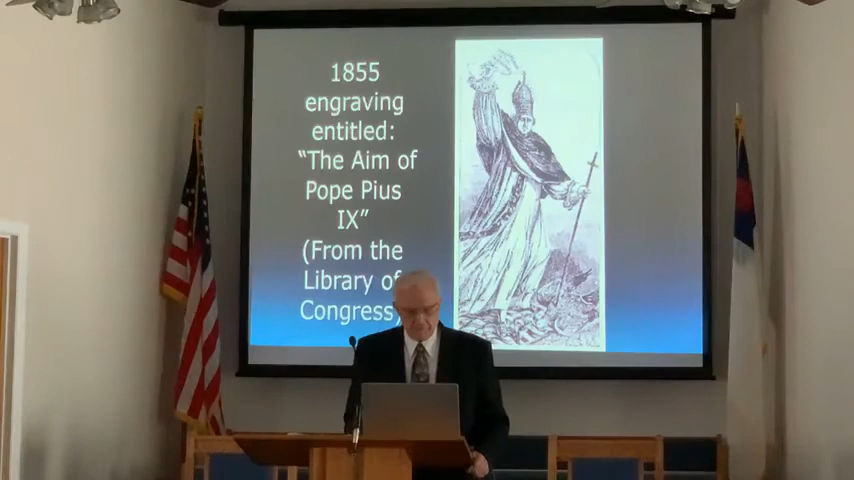 1855
engraving
entitled:
"The Aim of
Pope Pius
IX"
(From the
Library of
Congress)